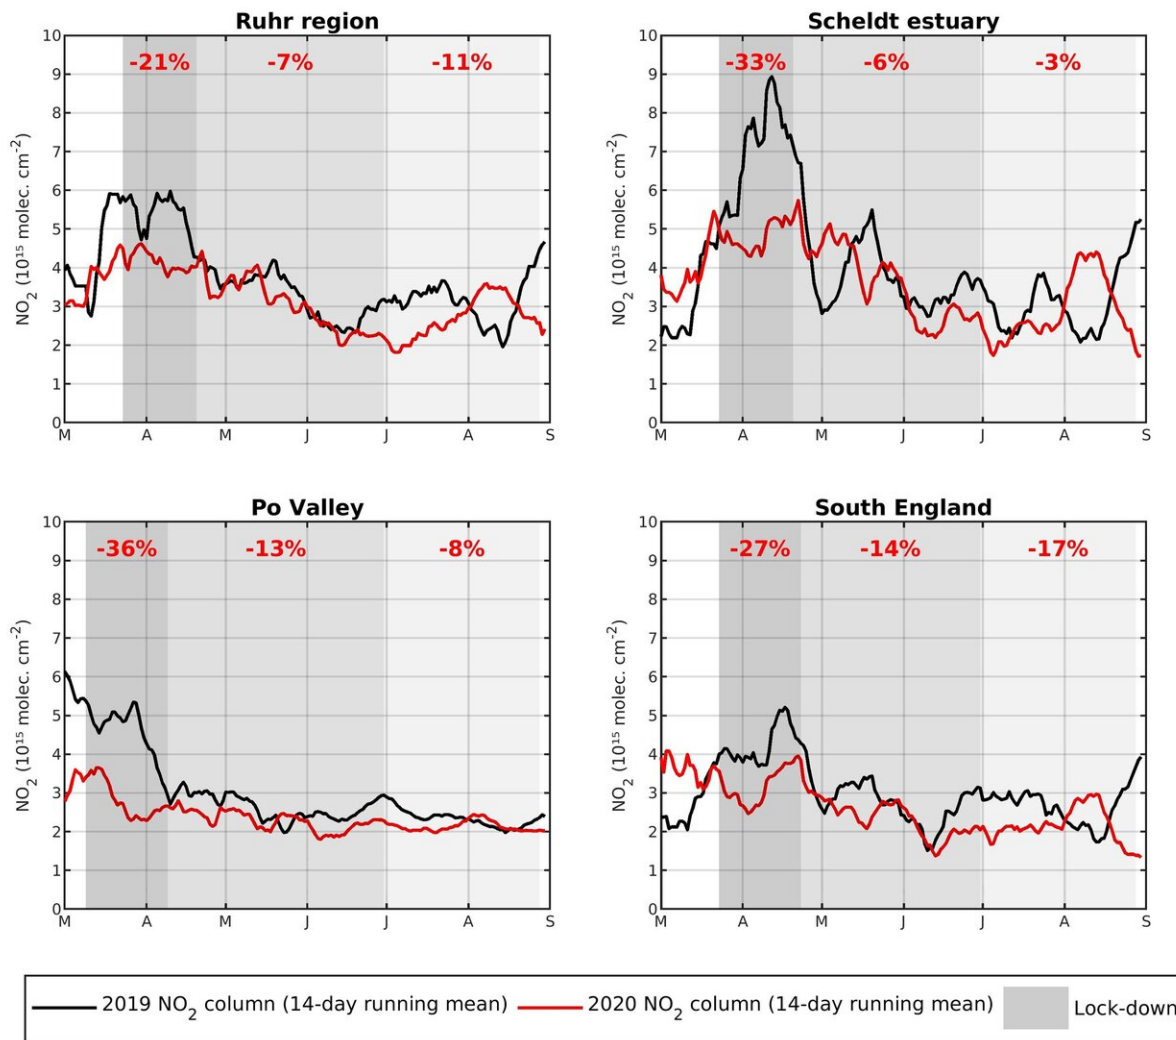 Ruhr region
-21% -7% -11%
10
9
8
7
6
5
4
3
2
1
0
NO₂ (10¹⁵ molec. cm⁻²)
M A M J J A S
Scheldt estuary
-33% -6% -3%
10
9
8
7
6
5
4
3
2
1
0
NO₂ (10¹⁵ molec. cm⁻²)
M A M J J A S
Po Valley
-36% -13% -8%
10
9
8
7
6
5
4
3
2
1
0
NO₂ (10¹⁵ molec. cm⁻²)
M A M J J A S
South England
-27% -14% -17%
10
9
8
7
6
5
4
3
2
1
0
NO₂ (10¹⁵ molec. cm⁻²)
M A M J J A S
2019 NO₂ column (14-day running mean) 2020 NO₂ column (14-day running mean) Lock-down